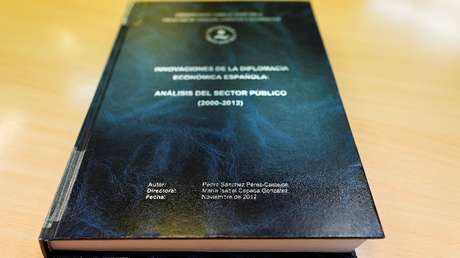 INNOVACIONES DE LA DIPLOMACIA
ECONÓMICA ESPAÑOLA:
ANÁLISIS DEL SECTOR PÚBLICO
(2000-2012)
Autor: Pedro Sánchez Pérez-Castejón
Directora: María Isabel Cepeda González
Fecha: Noviembre de 2012